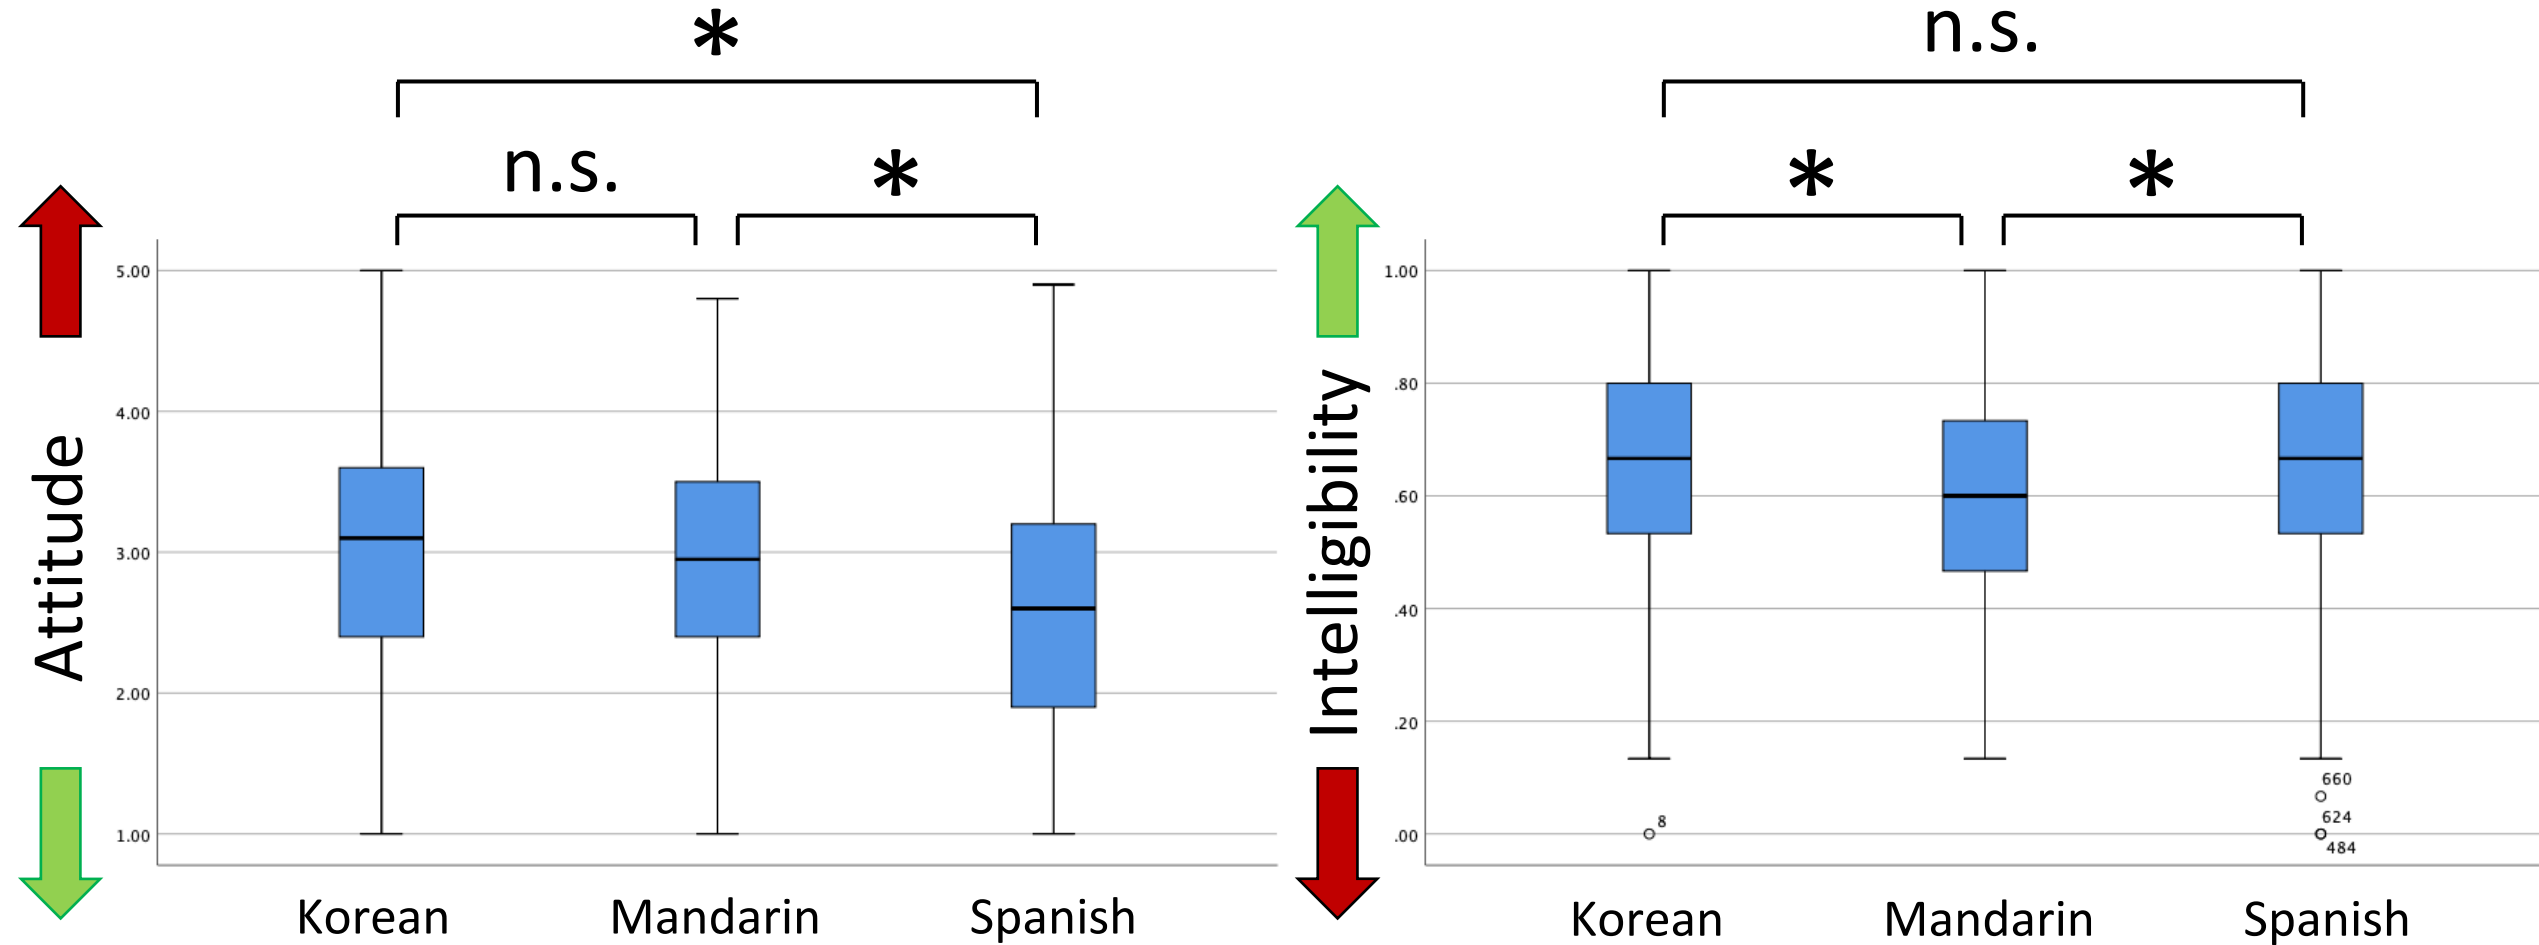 *
n.s.
*
Attitude
5.00
4.00
3.00
2.00
1.00
Korean
Mandarin
Spanish
n.s.
*
*
Intelligibility
1.00
.80
.60
.40
.20
.00
8
660
624
484
Korean
Mandarin
Spanish